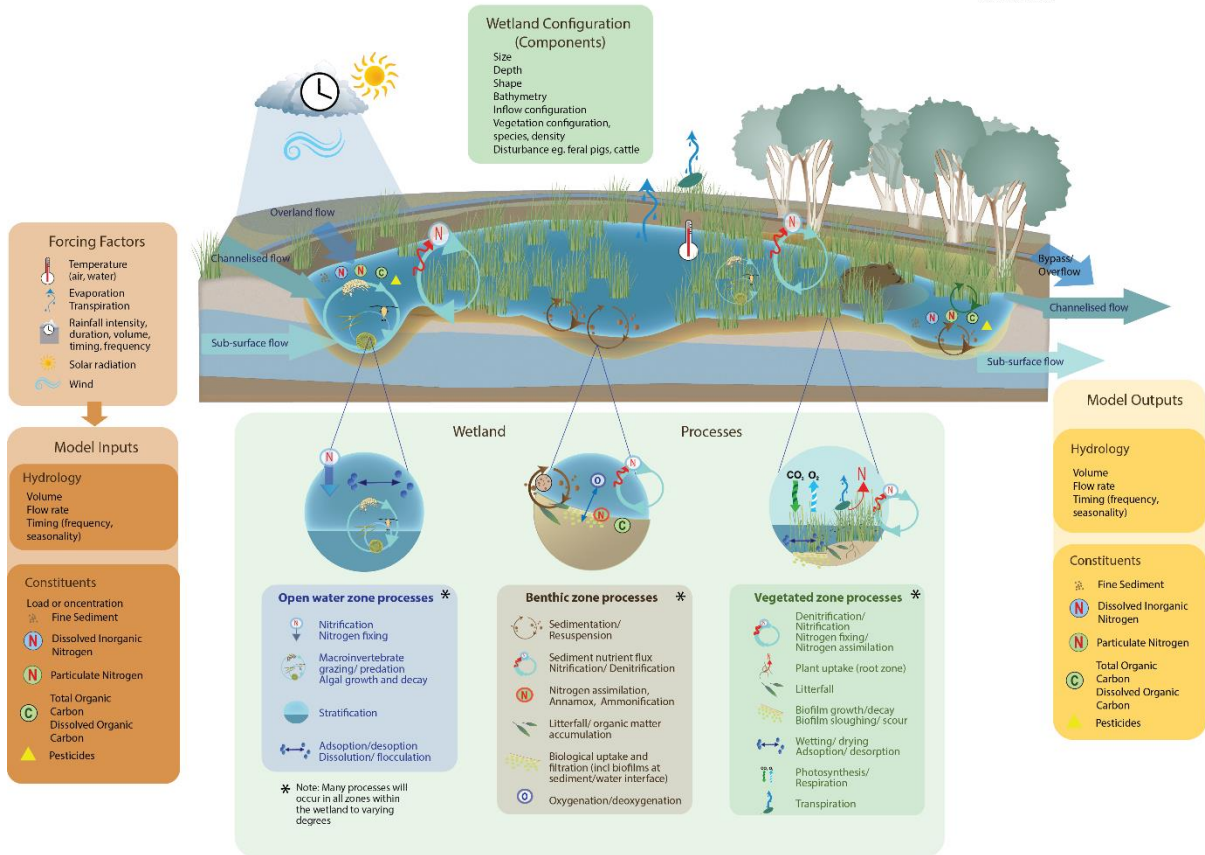 Wetland Configuration
(Components)
Size
Depth
Shape
Bathymetry
Inflow configuration
Vegetation configuration,
species, density
Disturbance eg. feral pigs, cattle
Overland flow
Channelised flow
Sub-surface flow
N
N
N
C
N
N
N
C
Bypass/
Overflow
Channelised flow
Sub-surface flow
Forcing Factors
Temperature
(air, water)
Evaporation
Transpiration
Rainfall intensity,
duration, volume,
timing, frequency
Solar radiation
Wind
Model Inputs
Hydrology
Volume
Flow rate
Timing (frequency,
seasonality)
Constituents
Load or oncentration
Fine Sediment
N Dissolved Inorganic
Nitrogen
N Particulate Nitrogen
Total Organic
C Carbon
Dissolved Organic
Carbon
Pesticides
Wetland Processes
N
O
N
N
C
CO₂ O₂
N
N
Open water zone processes *
N Nitrification
Nitrogen fixing
Macroinvertebrate
grazing/ predation
Algal growth and decay
Stratification
Adsoption/desoption
Dissolution/ flocculation
* Note: Many processes will
occur in all zones within
the wetland to varying
degrees
Benthic zone processes *
Sedimentation/
Resuspension
N Sediment nutrient flux
Nitrification/ Denitrification
N Nitrogen assimilation,
Annamox, Ammonification
Litterfall/ organic matter
accumulation
Biological uptake and
filtration (incl biofilms at
sediment/water interface)
O Oxygenation/deoxygenation
Vegetated zone processes *
Denitrification/
N Nitrification
Nitrogen fixing/
Nitrogen assimilation
Plant uptake (root zone)
Litterfall
Biofilm growth/decay
Biofilm sloughing/ scour
Wetting/ drying
Adsoption/ desorption
CO₂ O₂ Photosynthesis/
Respiration
Transpiration
Model Outputs
Hydrology
Volume
Flow rate
Timing (frequency,
seasonality)
Constituents
Fine Sediment
N Dissolved Inorganic
Nitrogen
N Particulate Nitrogen
Total Organic
C Carbon
Dissolved Organic
Carbon
Pesticides